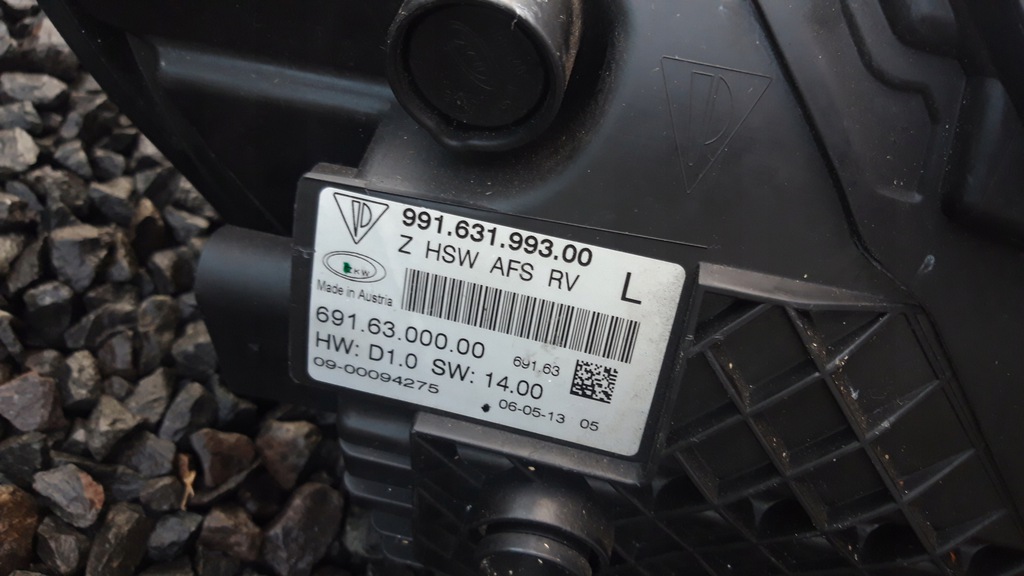 991.631.993.00
Z HSW AFS RV L
ZKW
Made in Austria
691.63.000.00 691.63
HW: D1.0 SW: 14.00
09-00094275 06-05-13 05